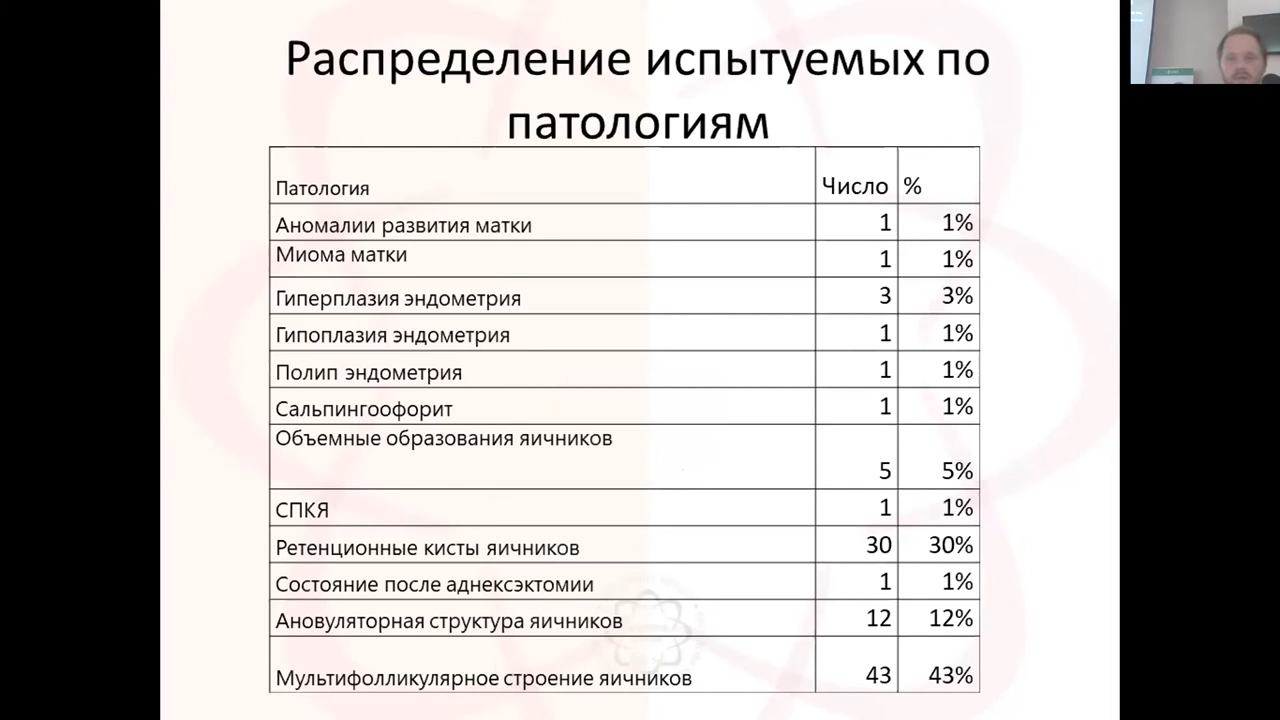 Распределение испытуемых по
патологиям
Патология Число %
Аномалии развития матки 1 1%
Миома матки 1 1%
Гиперплазия эндометрия 3 3%
Гипоплазия эндометрия 1 1%
Полип эндометрия 1 1%
Сальпингоофорит 1 1%
Объемные образования яичников 5 5%
СПКЯ 1 1%
Ретенционные кисты яичников 30 30%
Состояние после аднексэктомии 1 1%
Ановуляторная структура яичников 12 12%
Мультифолликулярное строение яичников 43 43%